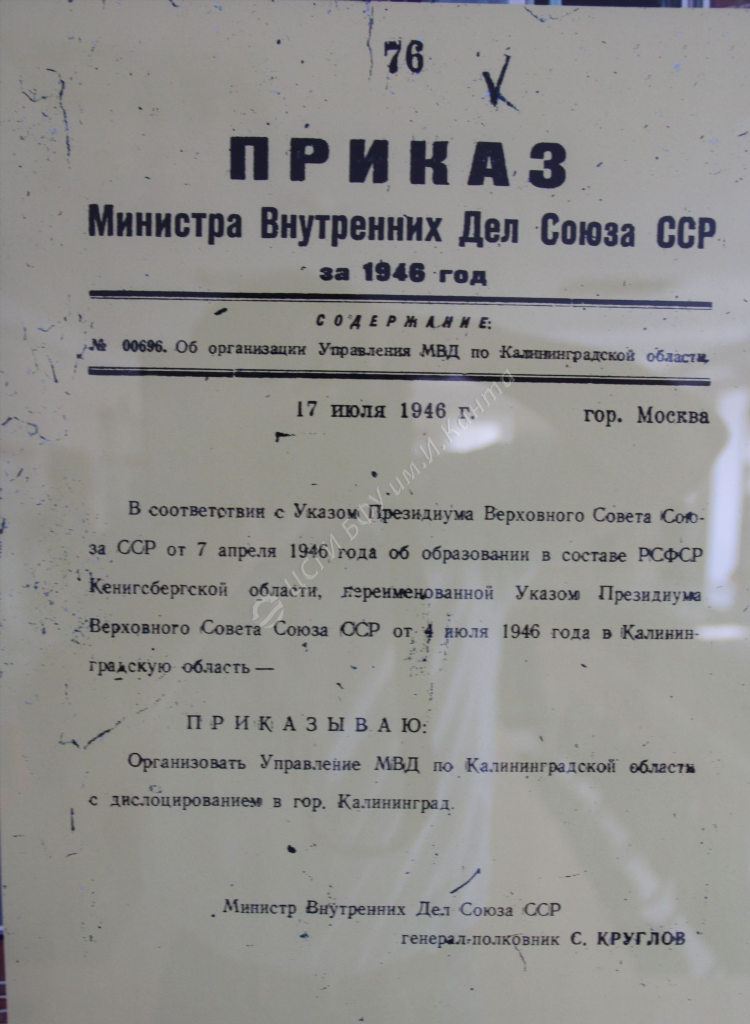 76
ПРИКАЗ
Министра Внутренних Дел Союза ССР
за 1946 год
СОДЕРЖАНИЕ:
№ 00696. Об организации Управления МВД по Калининградской области.
17 июля 1946 г. гор. Москва
В соответствии с Указом Президиума Верховного Совета Сою-
за ССР от 7 апреля 1946 года об образовании в составе РСФСР
Кенигсбергской области, переименованной Указом Президиума
Верховного Совета Союза ССР от 4 июля 1946 года в Калинин-
градскую область —
ПРИКАЗЫВАЮ:
Организовать Управление МВД по Калининградской области
с дислоцированием в гор. Калининград.
Министр Внутренних Дел Союза ССР
генерал-полковник С. КРУГЛОВ
ЦСГИ БФУ им.И.Канта